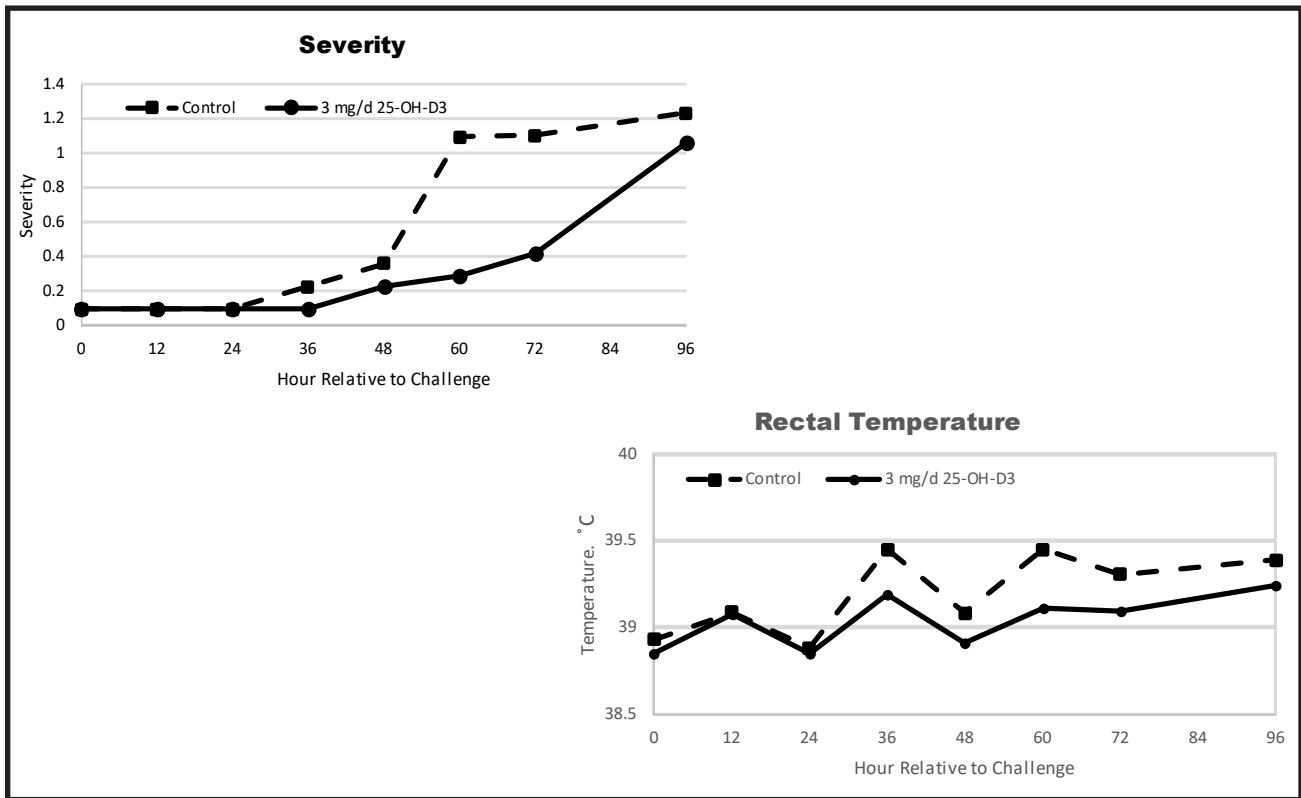 Severity
1.4
Control
3 mg/d 25-OH-D3
1.2
1
0.8
0.6
0.4
0.2
0
Severity
0 12 24 36 48 60 72 84 96
Hour Relative to Challenge
Rectal Temperature
40
Control
3 mg/d 25-OH-D3
39.5
39
38.5
Temperature. ˚C
0 12 24 36 48 60 72 84 96
Hour Relative to Challenge